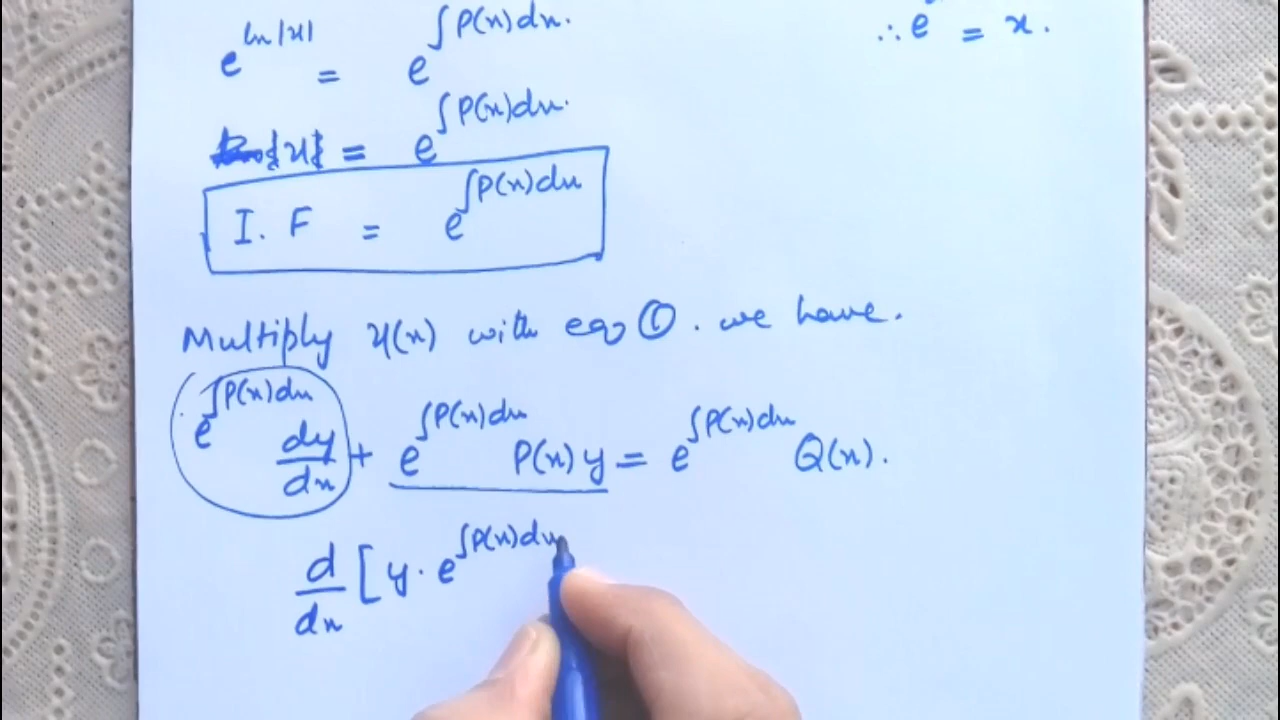 e^{ln|x|} = e^{∫P(x)dx}.
∴ e = x.
|x| = e^{∫P(x)dx}.
I.F = e^{∫P(x)dx}
Multiply u(x) with eq ①. we have.
e^{∫P(x)dx} dy/dx + e^{∫P(x)dx} P(x)y = e^{∫P(x)dx} Q(x).
d/dx [y·e^{∫P(x)dx}